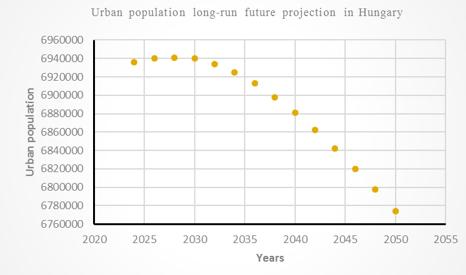 Urban population long-run future projection in Hungary
6960000
6940000
6920000
6900000
6880000
6860000
6840000
6820000
6800000
6780000
6760000
Urban population
2020 2025 2030 2035 2040 2045 2050 2055
Years